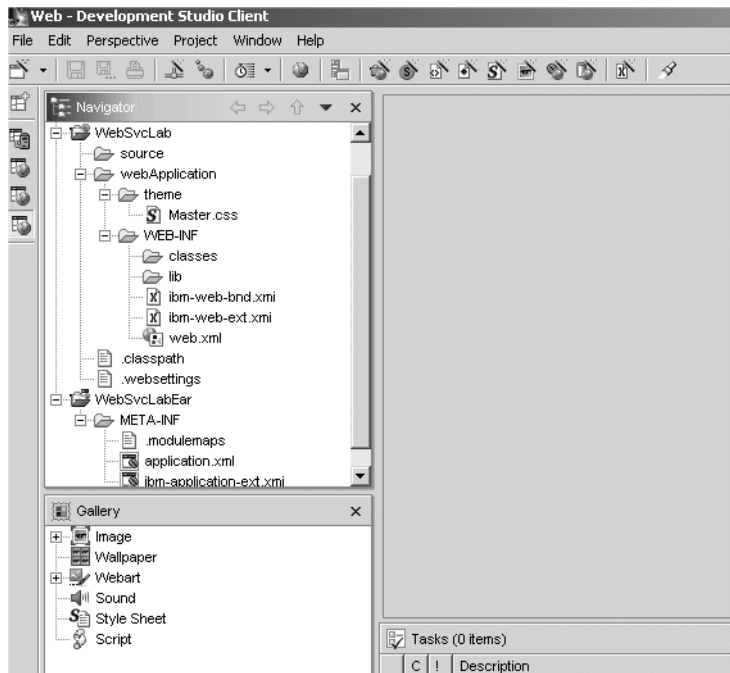 Web - Development Studio Client
File Edit Perspective Project Window Help
Navigator
WebSvcLab
source
webApplication
theme
Master.css
WEB-INF
classes
lib
ibm-web-bnd.xmi
ibm-web-ext.xmi
web.xml
.classpath
.websettings
WebSvcLabEar
META-INF
.modulemaps
application.xml
ibm-application-ext.xmi
Gallery
Image
Wallpaper
Webart
Sound
Style Sheet
Script
Tasks (0 items)
C ! Description